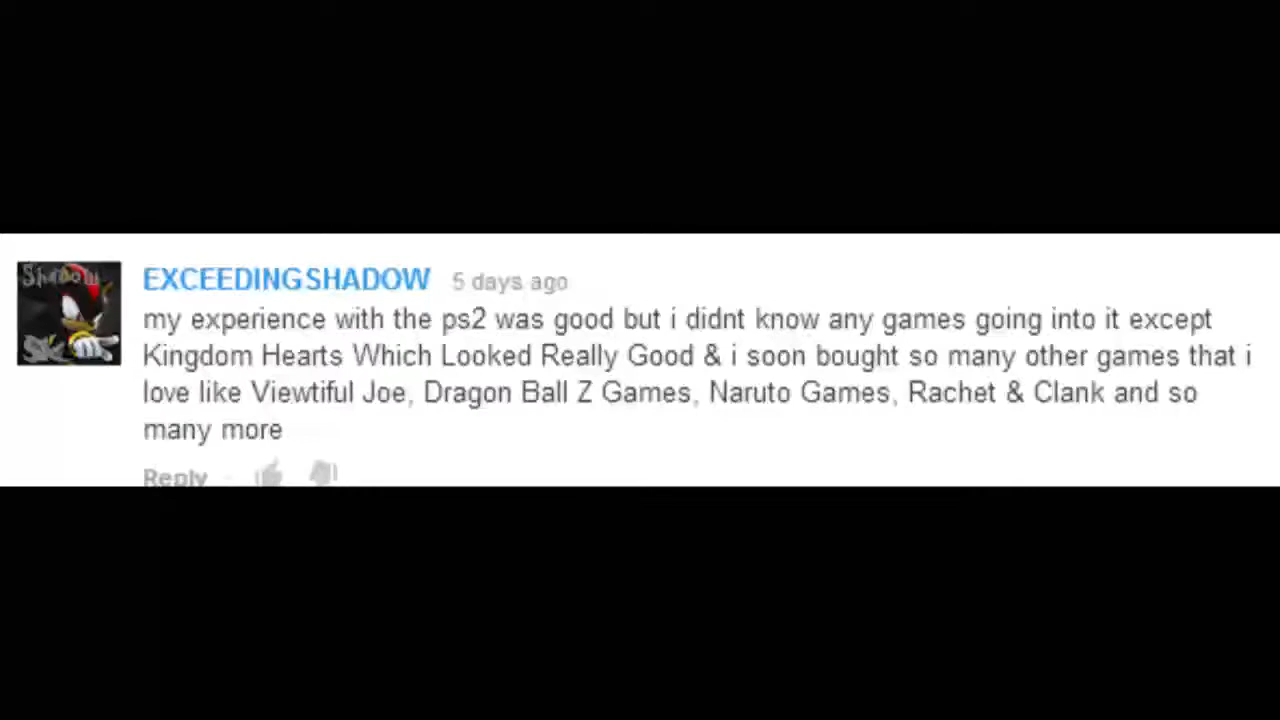 Shadow
EXCEEDINGSHADOW 5 days ago
my experience with the ps2 was good but i didnt know any games going into it except
Kingdom Hearts Which Looked Really Good & i soon bought so many other games that i
love like Viewtiful Joe, Dragon Ball Z Games, Naruto Games, Rachet & Clank and so
many more
Reply